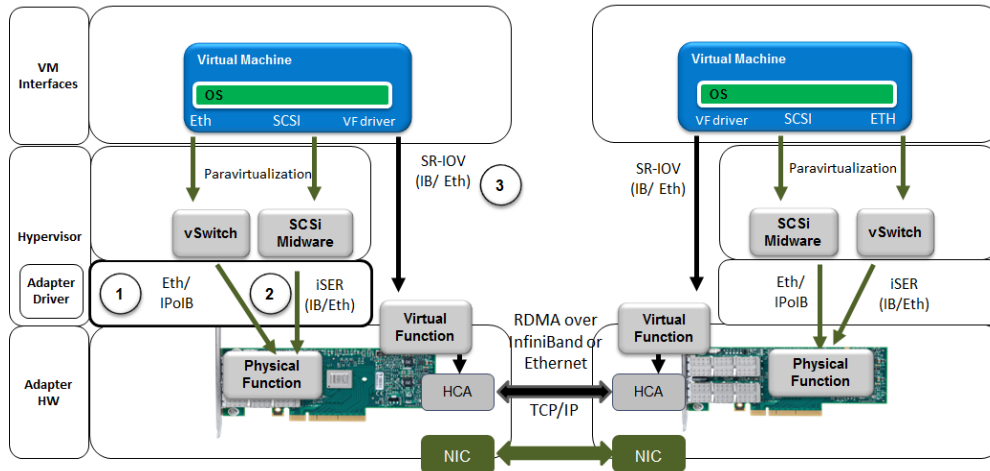 VM
Interfaces
Virtual Machine
OS
Eth SCSI VF driver
Virtual Machine
OS
VF driver SCSI ETH
Hypervisor
Paravirtualization
SR-IOV
(IB/ Eth)
3
vSwitch
SCSi
Midware
SR-IOV
(IB/ Eth)
Paravirtualization
SCSi
Midware
vSwitch
Adapter
Driver
1
Eth/
IPoIB
2
iSER
(IB/Eth)
Eth/
IPoIB
iSER
(IB/Eth)
Adapter
HW
Physical
Function
Virtual
Function
HCA
RDMA over
InfiniBand or
Ethernet
TCP/IP
Virtual
Function
HCA
Physical
Function
NIC
NIC